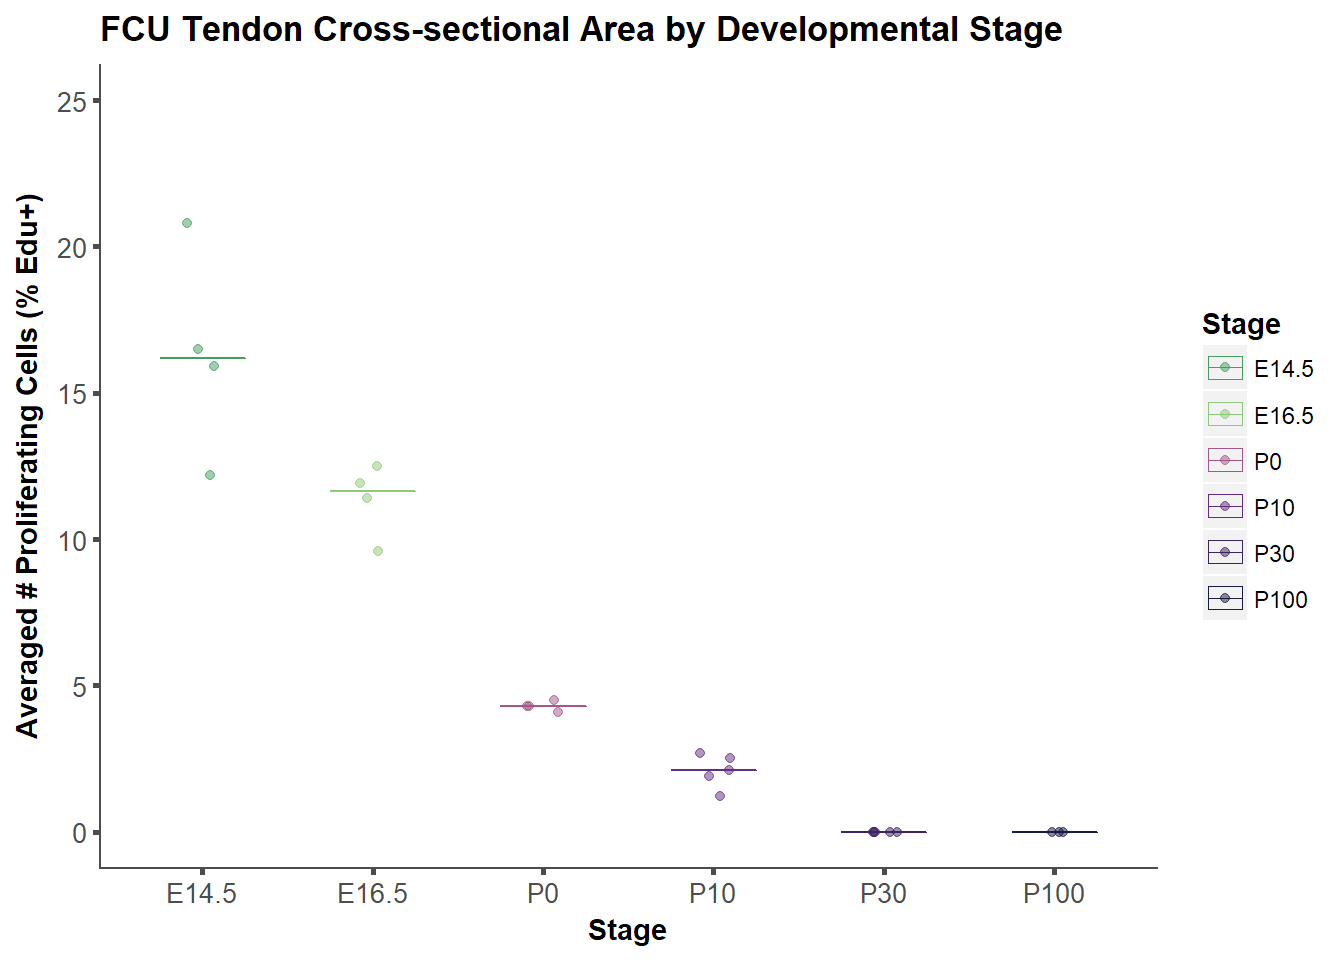 FCU Tendon Cross-sectional Area by Developmental Stage
Averaged # Proliferating Cells (% Edu+)
25
20
15
10
5
0
E14.5 E16.5 P0 P10 P30 P100
Stage
Stage
E14.5
E16.5
P0
P10
P30
P100